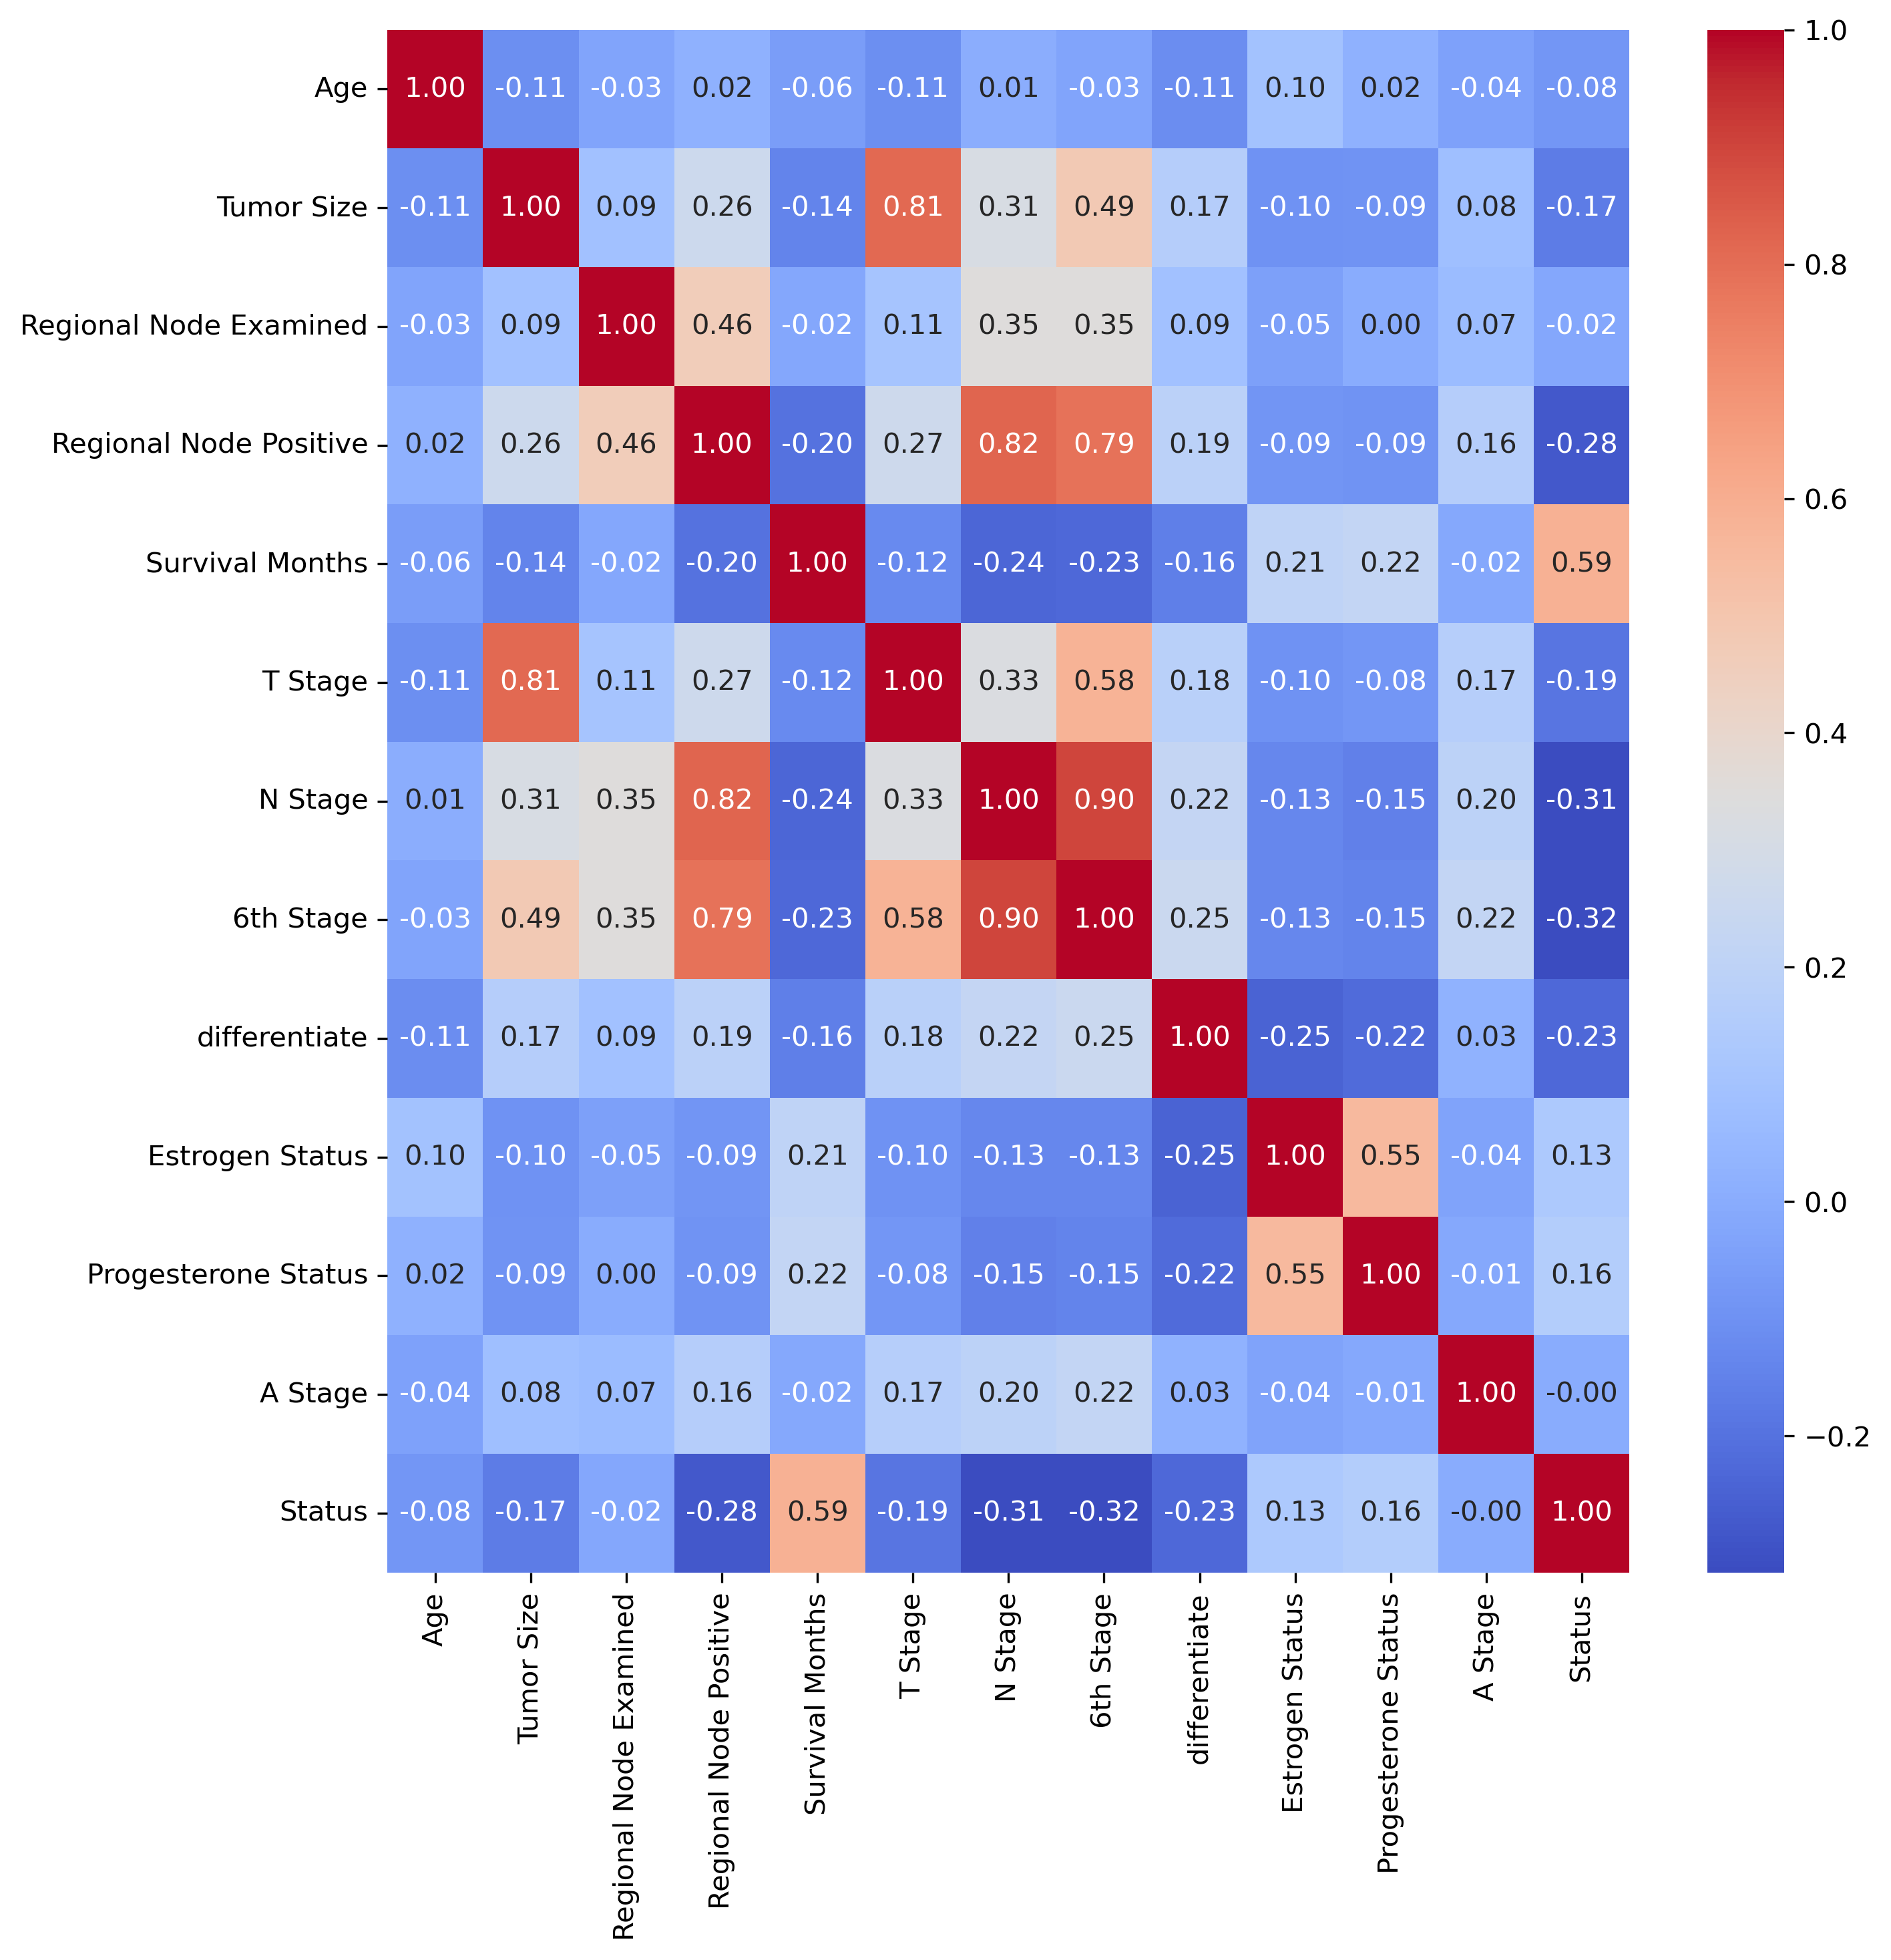 Age 1.00 -0.11 -0.03 0.02 -0.06 -0.11 0.01 -0.03 -0.11 0.10 0.02 -0.04 -0.08
Tumor Size -0.11 1.00 0.09 0.26 -0.14 0.81 0.31 0.49 0.17 -0.10 -0.09 0.08 -0.17
Regional Node Examined -0.03 0.09 1.00 0.46 -0.02 0.11 0.35 0.35 0.09 -0.05 0.00 0.07 -0.02
Regional Node Positive 0.02 0.26 0.46 1.00 -0.20 0.27 0.82 0.79 0.19 -0.09 -0.09 0.16 -0.28
Survival Months -0.06 -0.14 -0.02 -0.20 1.00 -0.12 -0.24 -0.23 -0.16 0.21 0.22 -0.02 0.59
T Stage -0.11 0.81 0.11 0.27 -0.12 1.00 0.33 0.58 0.18 -0.10 -0.08 0.17 -0.19
N Stage 0.01 0.31 0.35 0.82 -0.24 0.33 1.00 0.90 0.22 -0.13 -0.15 0.20 -0.31
6th Stage -0.03 0.49 0.35 0.79 -0.23 0.58 0.90 1.00 0.25 -0.13 -0.15 0.22 -0.32
differentiate -0.11 0.17 0.09 0.19 -0.16 0.18 0.22 0.25 1.00 -0.25 -0.22 0.03 -0.23
Estrogen Status 0.10 -0.10 -0.05 -0.09 0.21 -0.10 -0.13 -0.13 -0.25 1.00 0.55 -0.04 0.13
Progesterone Status 0.02 -0.09 0.00 -0.09 0.22 -0.08 -0.15 -0.15 -0.22 0.55 1.00 -0.01 0.16
A Stage -0.04 0.08 0.07 0.16 -0.02 0.17 0.20 0.22 0.03 -0.04 -0.01 1.00 -0.00
Status -0.08 -0.17 -0.02 -0.28 0.59 -0.19 -0.31 -0.32 -0.23 0.13 0.16 -0.00 1.00
Age
Tumor Size
Regional Node Examined
Regional Node Positive
Survival Months
T Stage
N Stage
6th Stage
differentiate
Estrogen Status
Progesterone Status
A Stage
Status
1.0
0.8
0.6
0.4
0.2
0.0
−0.2